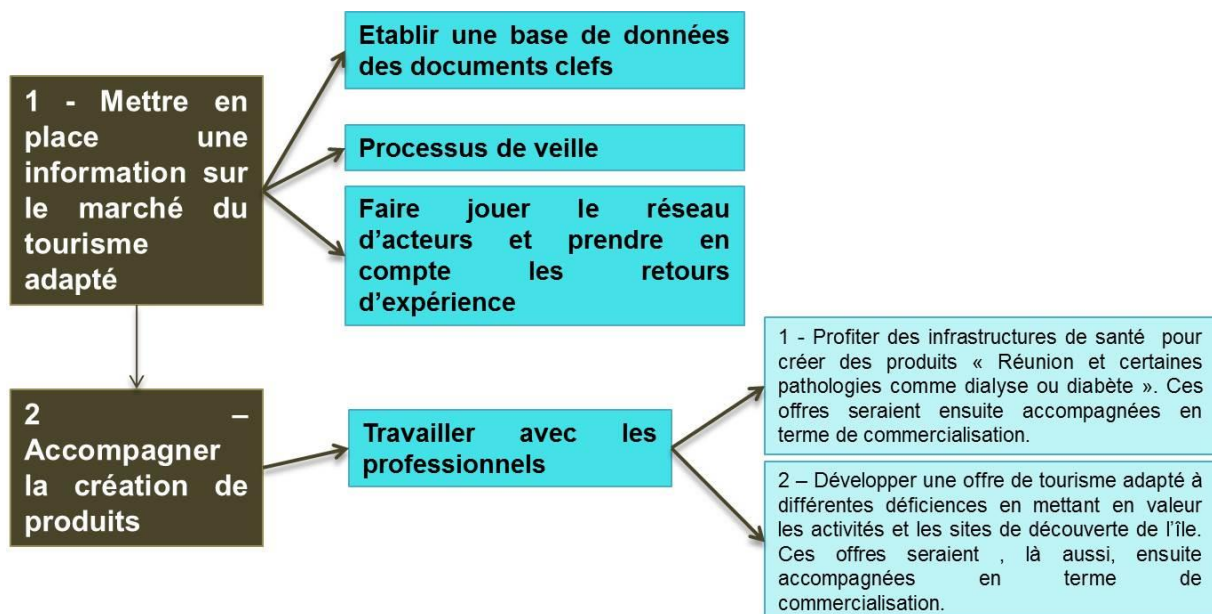 1 - Mettre en
place une
information sur
le marché du
tourisme
adapté
Etablir une base de données
des documents clefs
Processus de veille
Faire jouer le réseau
d’acteurs et prendre en
compte les retours
d’expérience
2 –
Accompagner
la création de
produits
Travailler avec les
professionnels
1 - Profiter des infrastructures de santé pour
créer des produits « Réunion et certaines
pathologies comme dialyse ou diabète ». Ces
offres seraient ensuite accompagnées en
terme de commercialisation.
2 – Développer une offre de tourisme adapté à
différentes déficiences en mettant en valeur
les activités et les sites de découverte de l’île.
Ces offres seraient , là aussi, ensuite
accompagnées en terme de
commercialisation.